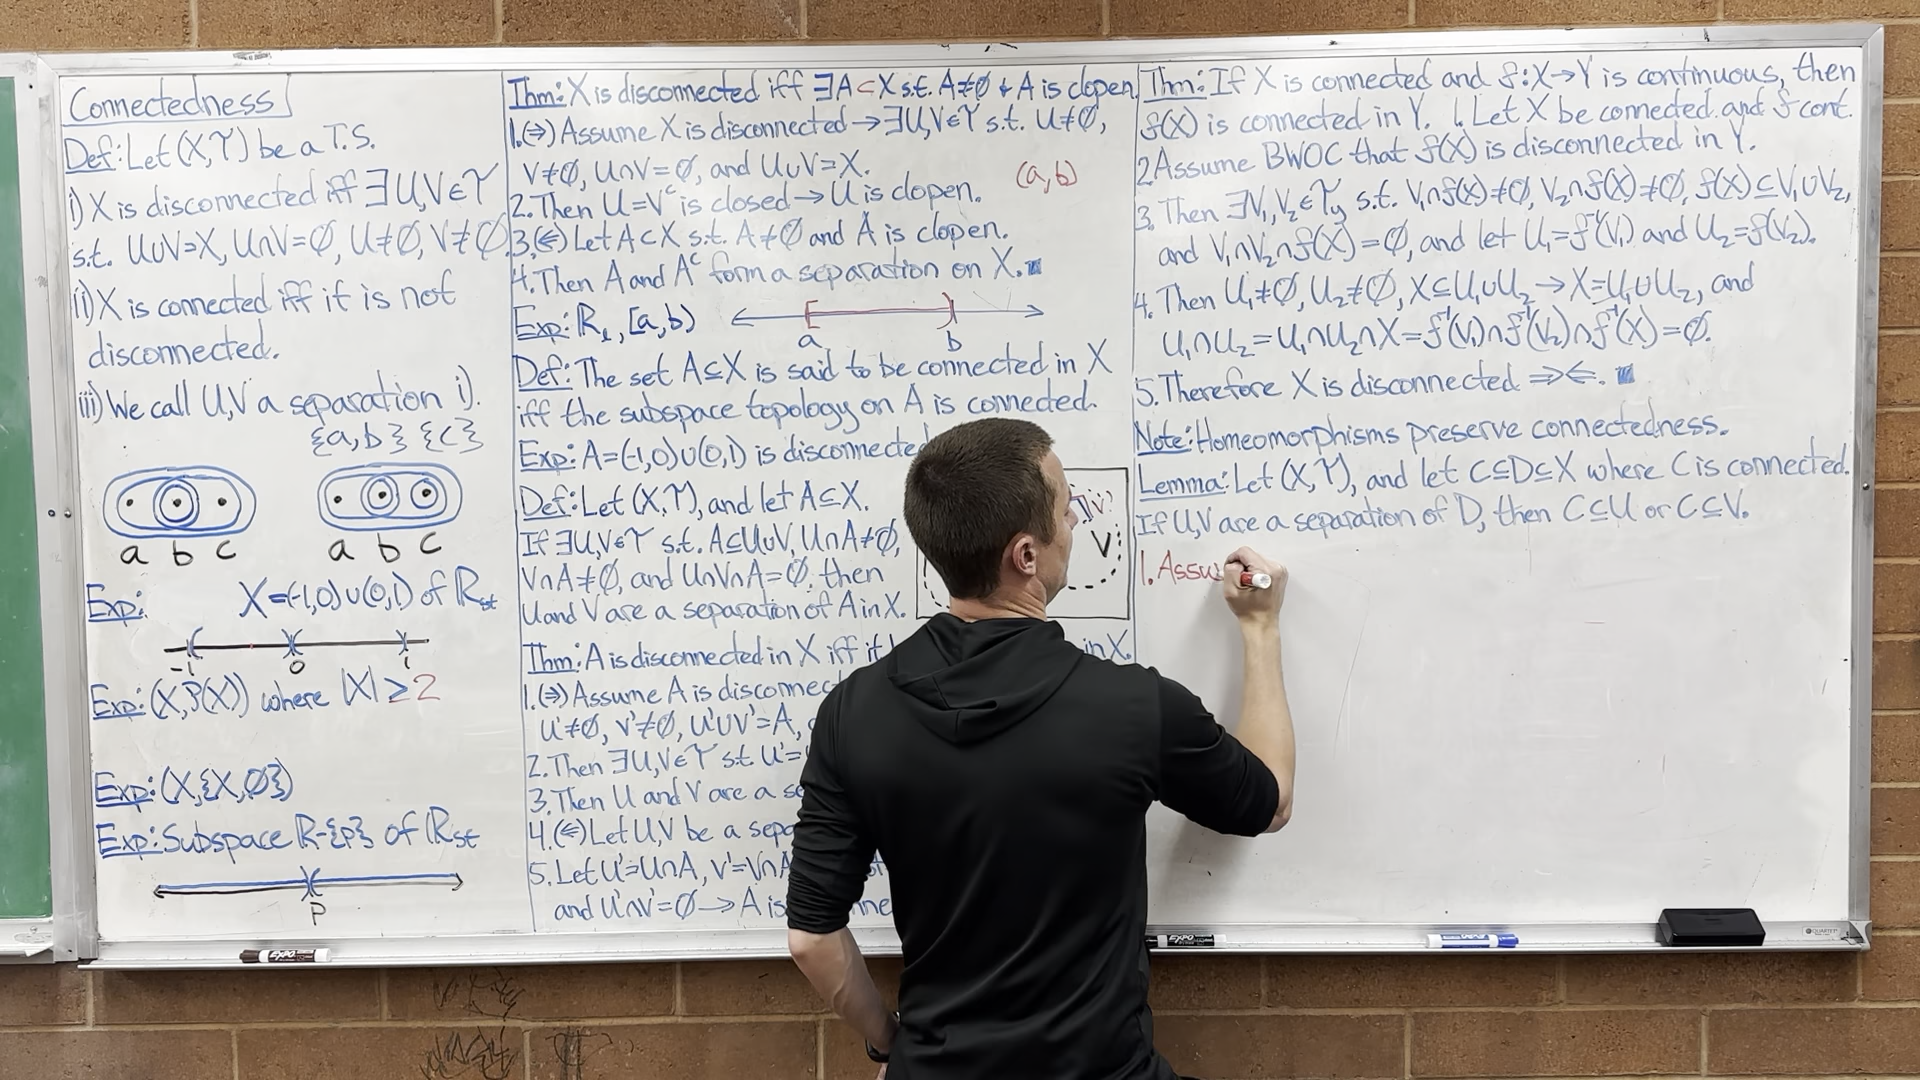 Connectedness
Def: Let (X,𝒯) be a T.S.
i) X is disconnected iff ∃U,V∈𝒯
s.t. U∪V=X, U∩V=∅, U≠∅, V≠∅.
ii) X is connected iff it is not
disconnected.
iii) We call U,V a separation i).
{a,b} {c}
a b c
a b c
Exp: X=(-1,0)∪(0,1) of ℝst
-1 0 1
Exp: (X,P(X)) where |X|≥2
Exp: (X,{X,∅})
Exp: Subspace ℝ-{p} of ℝst
P
Thm: X is disconnected iff ∃A⊂X s.t. A≠∅ & A is clopen.
1.(⇒) Assume X is disconnected → ∃U,V∈𝒯 s.t. U≠∅,
V≠∅, U∩V=∅, and U∪V=X.
(a,b)
2. Then U=Vᶜ is closed → U is clopen.
3.(⇐) Let A⊂X s.t. A≠∅ and A is clopen.
4. Then A and Aᶜ form a separation on X. ■
Exp: ℝℓ, [a,b)
a b
Def: The set A⊆X is said to be connected in X
iff the subspace topology on A is connected.
Exp: A=(-1,0)∪(0,1) is disconnected
Def: Let (X,𝒯), and let A⊆X.
If ∃U,V∈𝒯 s.t. A⊆U∪V, U∩A≠∅,
V∩A≠∅, and U∩V∩A=∅, then
U and V are a separation of A in X.
V'
V
Thm: A is disconnected in X iff it in X.
1.(⇒) Assume A is disconnec
U'≠∅, V'≠∅, U'∪V'=A,
2. Then ∃U,V∈𝒯 s.t. U'=
3. Then U and V are a se
4.(⇐) Let U,V be a sepa
5. Let U'=U∩A, V'=V∩A
and U'∩V'=∅ → A is nne
Thm: If X is connected and f:X→Y is continuous, then
f(X) is connected in Y. 1. Let X be connected and f cont.
2 Assume BWOC that f(X) is disconnected in Y.
3. Then ∃V₁,V₂∈𝒯y s.t. V₁∩f(X)≠∅, V₂∩f(X)≠∅, f(X)⊆V₁∪V₂,
and V₁∩V₂∩f(X)=∅, and let U₁=f⁻¹(V₁) and U₂=f⁻¹(V₂).
4. Then U₁≠∅, U₂≠∅, X⊆U₁∪U₂ → X=U₁∪U₂, and
U₁∩U₂=U₁∩U₂∩X=f⁻¹(V₁)∩f⁻¹(V₂)∩f⁻¹(X)=∅.
5. Therefore X is disconnected ⇒⇐. ■
Note: Homeomorphisms preserve connectedness.
Lemma: Let (X,𝒯), and let C⊆D⊆X where C is connected.
If U,V are a separation of D, then C⊆U or C⊆V.
1. Assu
EXPO
EXPO
QUARTET